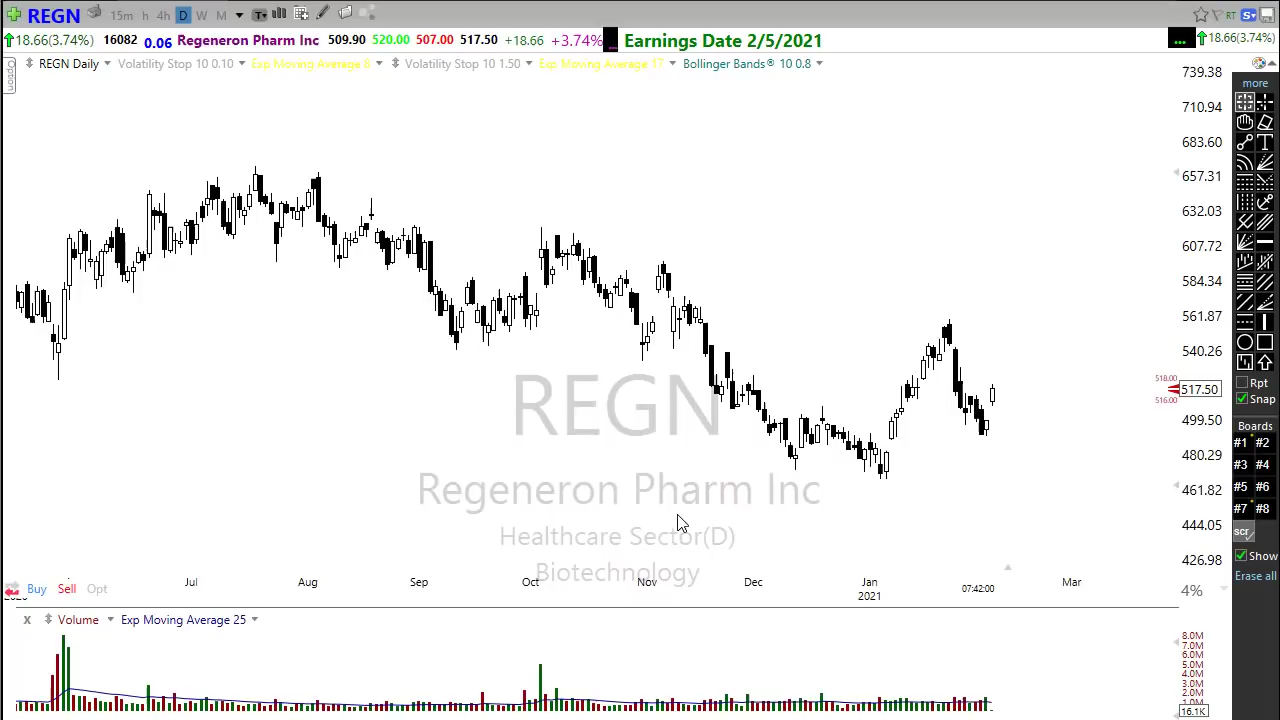 REGN 15m h 4h D W M T RT S
18.66(3.74%) 16082 0.06 Regeneron Pharm Inc 509.90 520.00 507.00 517.50 +18.66 +3.74% Earnings Date 2/5/2021 ... 18.66(3.74%)
Option
REGN Daily Volatility Stop 10 0.10 Exp Moving Average 8 Volatility Stop 10 1.50 Exp Moving Average 17 Bollinger Bands® 10 0.8
739.38
710.94
683.60
657.31
632.03
607.72
584.34
561.87
540.26
518.00
517.50
516.00
499.50
480.29
461.82
444.05
426.98
4%
REGN
Regeneron Pharm Inc
Healthcare Sector(D)
Biotechnology
Buy Sell Opt
Jul Aug Sep Oct Nov Dec Jan Mar
2021 07:42:00
X Volume Exp Moving Average 25
8.0M
7.0M
6.0M
5.0M
4.0M
3.0M
2.0M
1.0M
16.1K
more
T
Rpt
Snap
Boards
#1 #2
#3 #4
#5 #6
#7 #8
scr
Show
Erase all